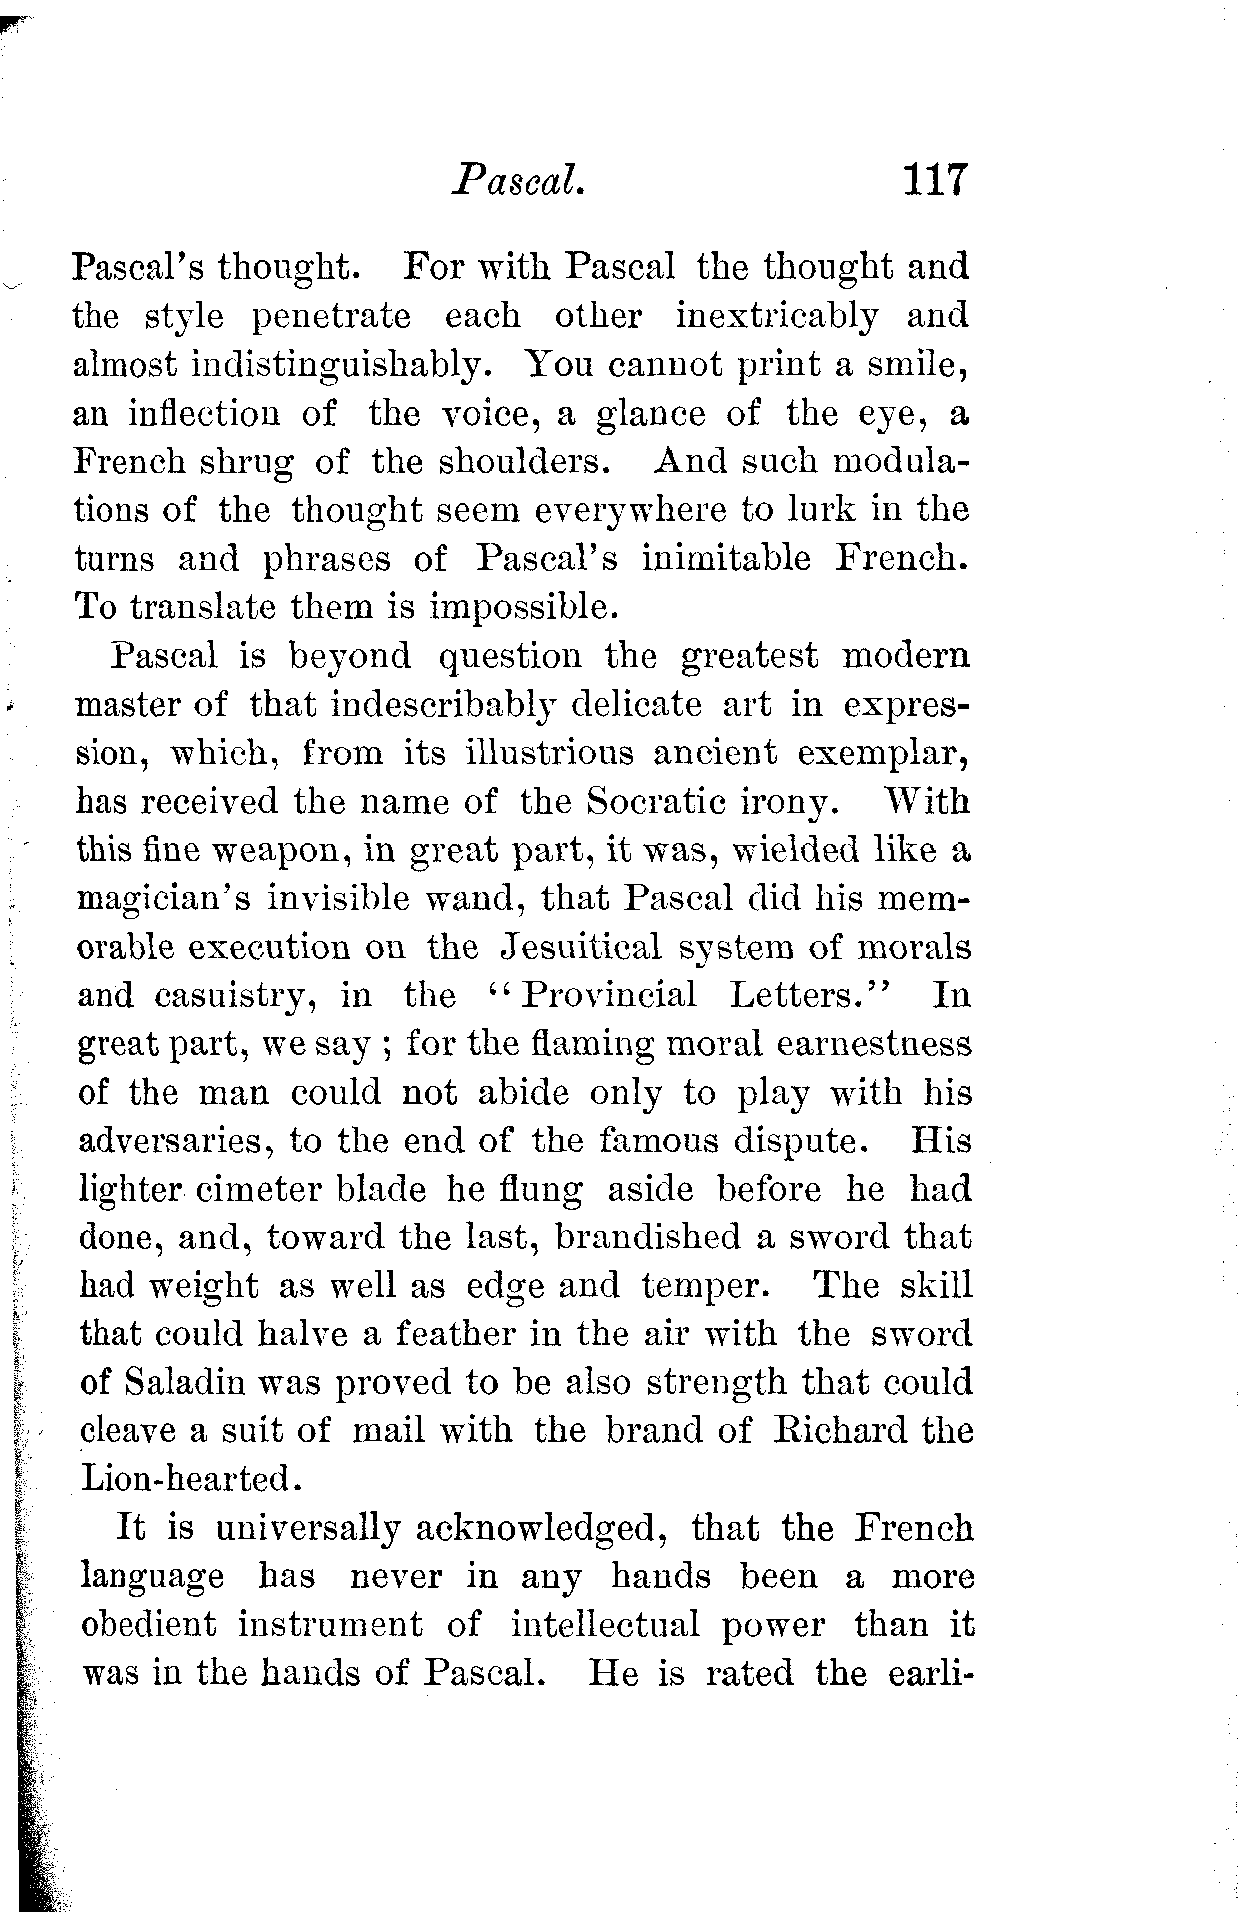 Pascal. 117
Pascal's thought. For with Pascal the thought and
the style penetrate each other inextricably and
almost indistinguishably. You cannot print a smile,
an inflection of the voice, a glance of the eye, a
French shrug of the shoulders. And such modula-
tions of the thought seem everywhere to lurk in the
turns and phrases of Pascal's inimitable French.
To translate them is impossible.
Pascal is beyond question the greatest modern
master of that indescribably delicate art in expres-
sion, which, from its illustrious ancient exemplar,
has received the name of the Socratic irony. With
this fine weapon, in great part, it was, wielded like a
magician's invisible wand, that Pascal did his mem-
orable execution on the Jesuitical system of morals
and casuistry, in the "Provincial Letters." In
great part, we say ; for the flaming moral earnestness
of the man could not abide only to play with his
adversaries, to the end of the famous dispute. His
lighter cimeter blade he flung aside before he had
done, and, toward the last, brandished a sword that
had weight as well as edge and temper. The skill
that could halve a feather in the air with the sword
of Saladin was proved to be also strength that could
cleave a suit of mail with the brand of Richard the
Lion-hearted.
It is universally acknowledged, that the French
language has never in any hands been a more
obedient instrument of intellectual power than it
was in the hands of Pascal. He is rated the earli-